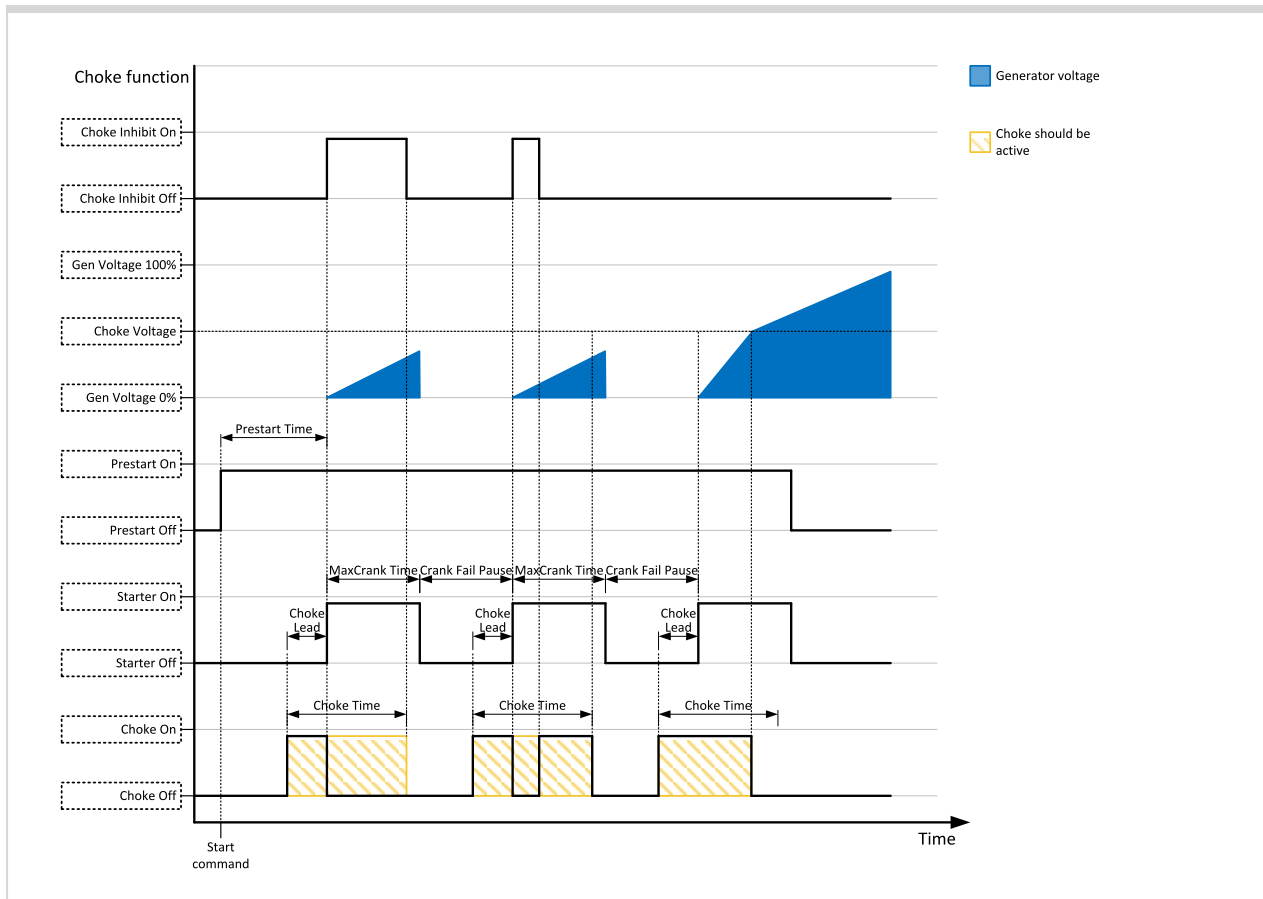 Choke function
Generator voltage
Choke Inhibit On
Choke should be
active
Choke Inhibit Off
Gen Voltage 100%
Choke Voltage
Gen Voltage 0%
Prestart Time
Prestart On
Prestart Off
MaxCrank Time
Crank Fail Pause
MaxCrank Time
Crank Fail Pause
Starter On
Choke
Lead
Choke
Lead
Choke
Lead
Starter Off
Choke Time
Choke Time
Choke Time
Choke On
Choke Off
Time
Start
command